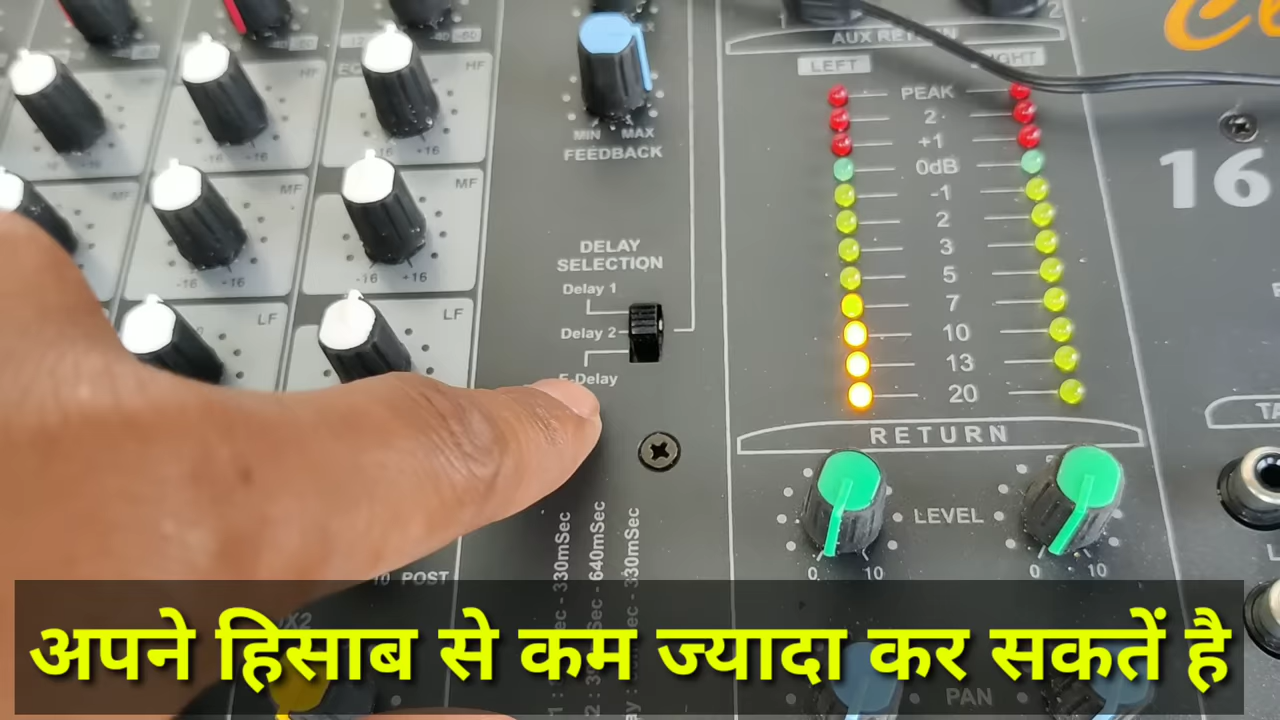 AUX RETURN
LEFT
PEAK
2
+1
0dB
-1
2
3
5
7
10
13
20
RETURN
LEVEL
0 10
0 10
PAN
MIN MAX
FEEDBACK
DELAY
SELECTION
Delay 1
Delay 2
Delay
HF
HF
MF
MF
LF
LF
-16 +16
-16 +16
-16 +16
-16 +16
10 POST
330mSec
640mSec
330mSec
16
अपने हिसाब से कम ज्यादा कर सकतें है